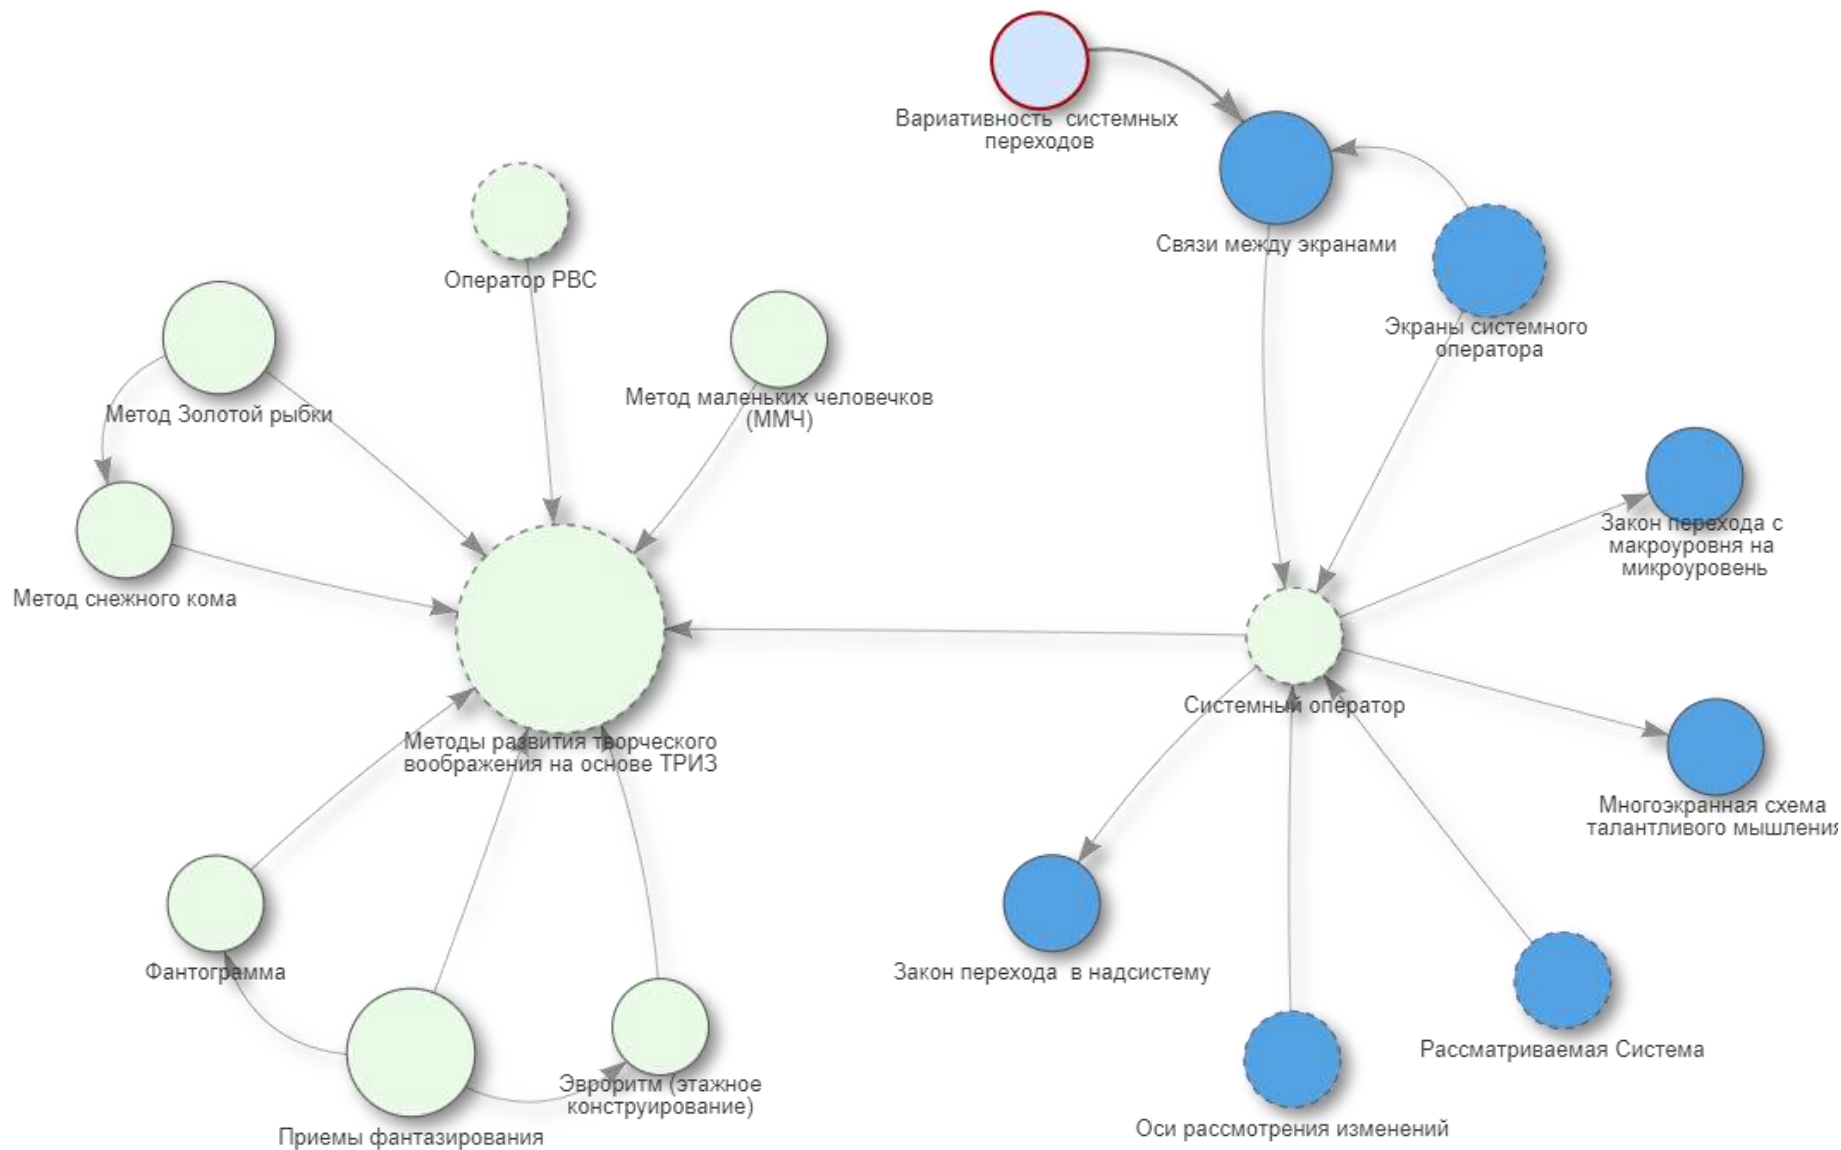 Вариативность системных
переходов
Связи между экранами
Экраны системного
оператора
Оператор РВС
Метод маленьких человечков
(ММЧ)
Метод Золотой рыбки
Метод снежного кома
Закон перехода с
макроуровня на
микроуровень
Методы развития творческого
воображения на основе ТРИЗ
Системный оператор
Многоэкранная схема
талантливого мышления
Фантограмма
Закон перехода в надсистему
Рассматриваемая Система
Эвроритм (этажное
конструирование)
Приемы фантазирования
Оси рассмотрения изменений